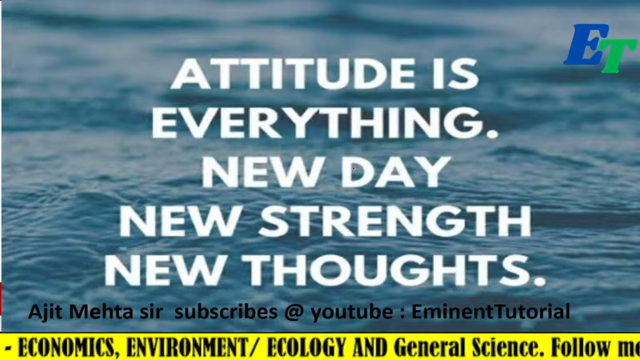 ET
ATTITUDE IS
EVERYTHING.
NEW DAY
NEW STRENGTH
NEW THOUGHTS.
Ajit Mehta sir subscribes @ youtube : EminentTutorial
- ECONOMICS, ENVIRONMENT/ ECOLOGY AND General Science. Follow m